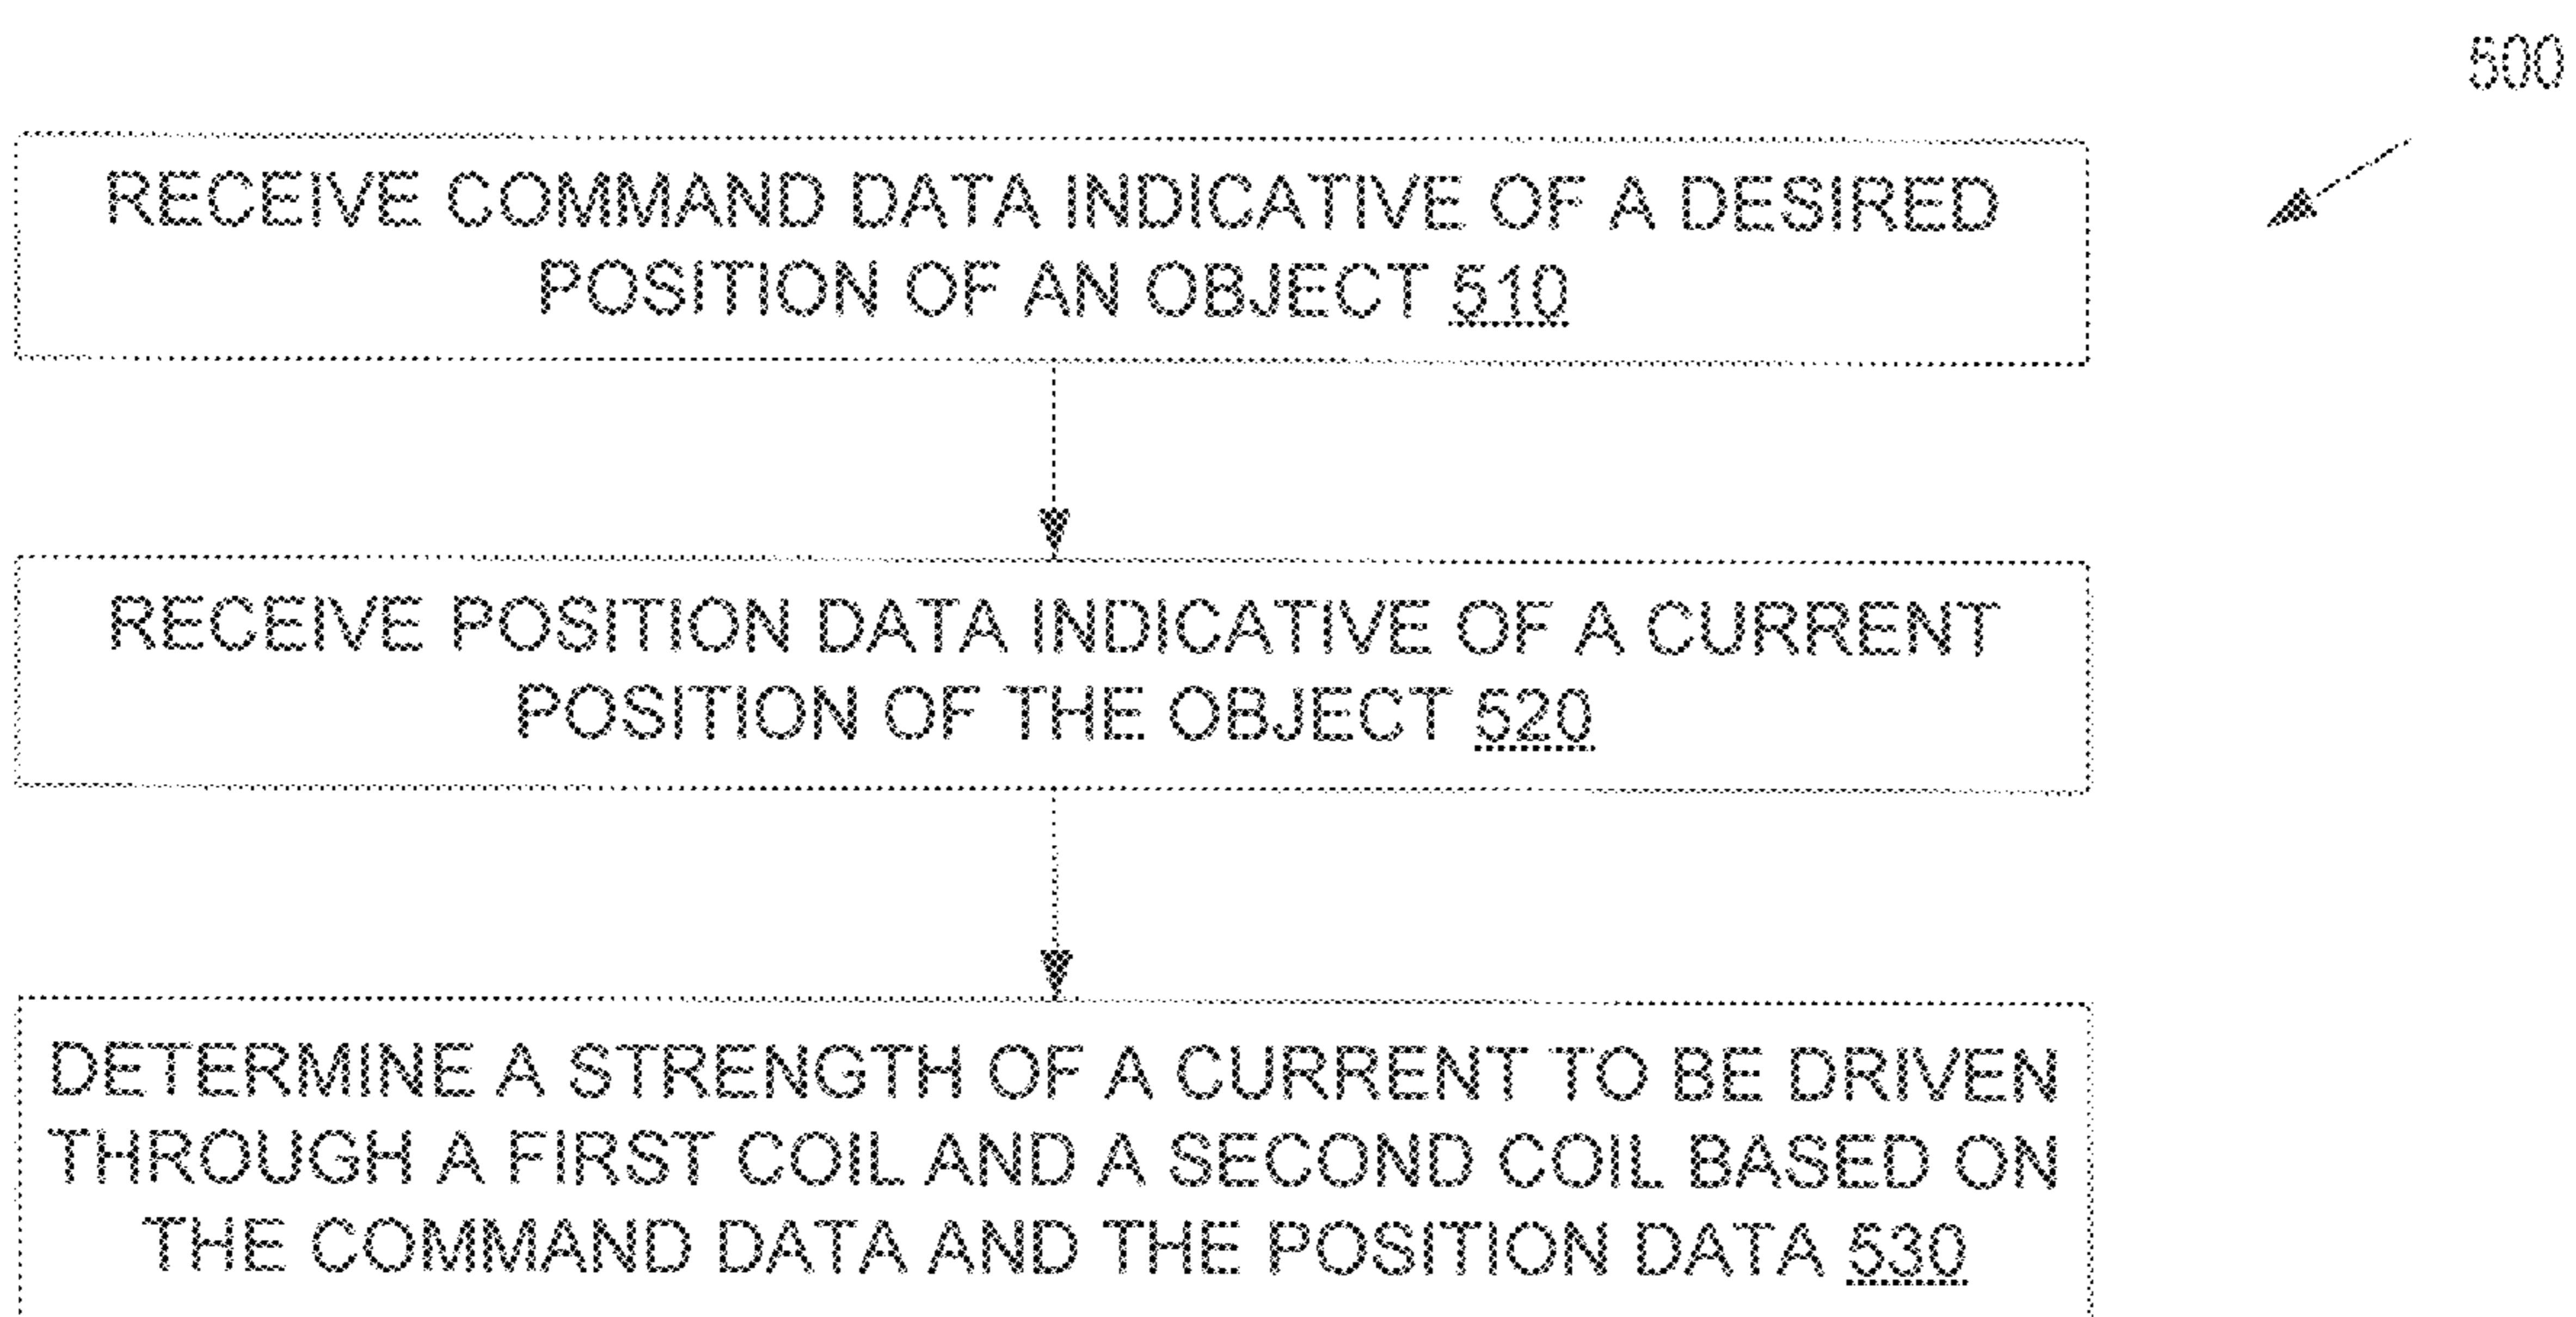 500
RECEIVE COMMAND DATA INDICATIVE OF A DESIRED
POSITION OF AN OBJECT 510
RECEIVE POSITION DATA INDICATIVE OF A CURRENT
POSITION OF THE OBJECT 520
DETERMINE A STRENGTH OF A CURRENT TO BE DRIVEN
THROUGH A FIRST COIL AND A SECOND COIL BASED ON
THE COMMAND DATA AND THE POSITION DATA 530